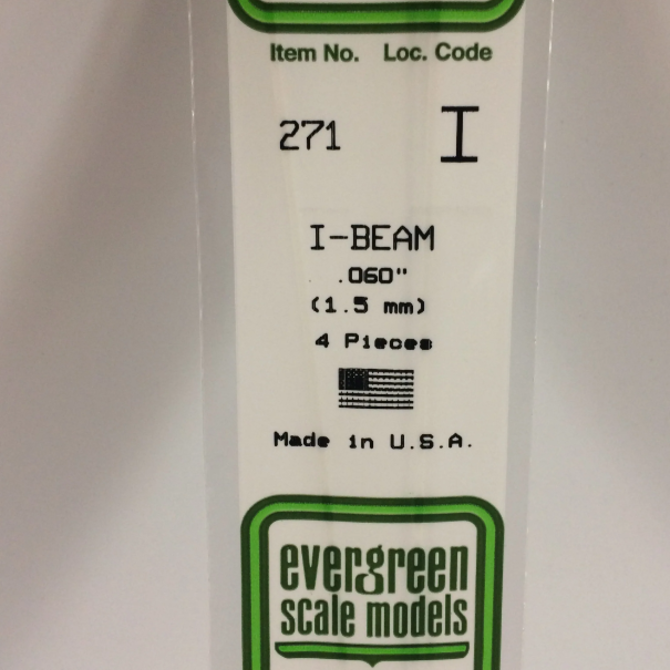 Item No. Loc. Code
271 I
I-BEAM
.060"
(1.5 mm)
4 Pieces
Made in U.S.A.
evergreen
scale models